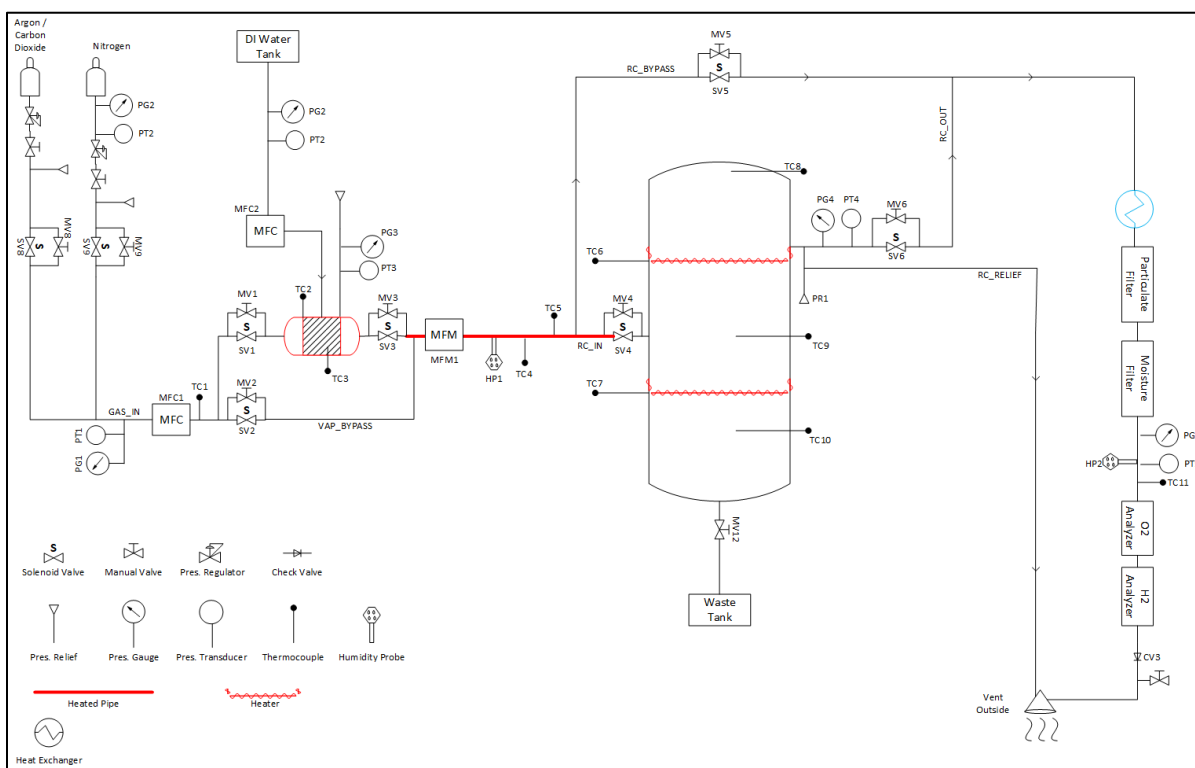 Argon /
Carbon
Dioxide
Nitrogen
DI Water
Tank
PG2
PT2
PG2
PT2
MV5
S
SV5
RC_BYPASS
RC_OUT
TC8
PG4
PT4
MV6
S
SV6
RC_RELIEF
PR1
MFC2
MFC
PG3
PT3
SV8
S
MV8
SV9
S
MV9
TC6
MV1
S
SV1
TC2
TC3
MV3
S
SV3
MFM
MFM1
HP1
TC4
TC5
RC_IN
MV4
S
SV4
TC9
TC7
TC10
Particulate
Filter
Moisture
Filter
GAS_IN
MFC1
MFC
TC1
MV2
S
SV2
VAP_BYPASS
PT1
PG1
PG
HP2
PT
TC11
O2
Analyzer
H2
Analyzer
MV12
Waste
Tank
CV3
Vent
Outside
S
Solenoid Valve
Manual Valve
Pres. Regulator
Check Valve
Pres. Relief
Pres. Gauge
Pres. Transducer
Thermocouple
Humidity Probe
Heated Pipe
Heater
Heat Exchanger